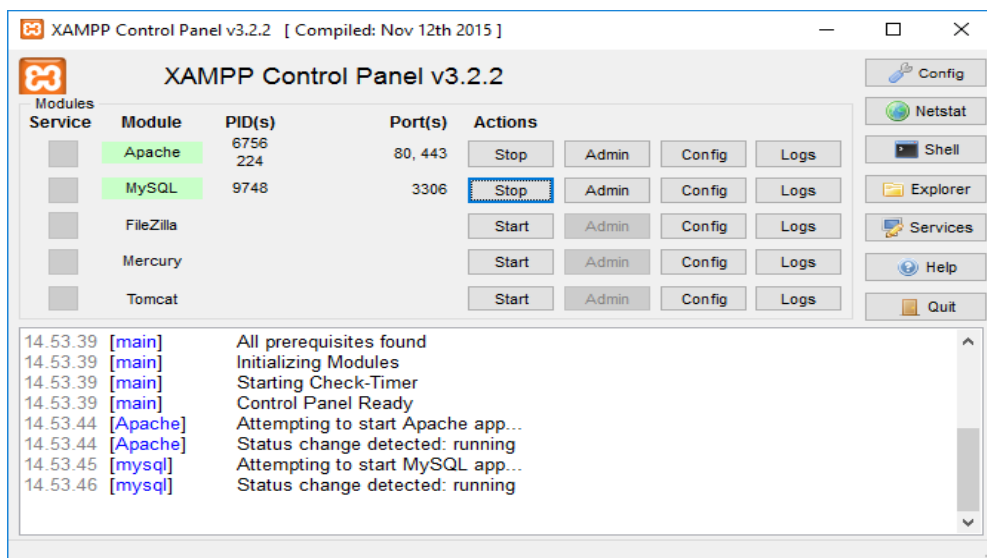 XAMPP Control Panel v3.2.2 [ Compiled: Nov 12th 2015 ]
XAMPP Control Panel v3.2.2
Config
Netstat
Shell
Explorer
Services
Help
Quit
Modules
Service Module PID(s) Port(s) Actions
Apache 6756 224 80, 443 Stop Admin Config Logs
MySQL 9748 3306 Stop Admin Config Logs
FileZilla Start Admin Config Logs
Mercury Start Admin Config Logs
Tomcat Start Admin Config Logs
14.53.39 [main] All prerequisites found
14.53.39 [main] Initializing Modules
14.53.39 [main] Starting Check-Timer
14.53.39 [main] Control Panel Ready
14.53.44 [Apache] Attempting to start Apache app...
14.53.44 [Apache] Status change detected: running
14.53.45 [mysql] Attempting to start MySQL app...
14.53.46 [mysql] Status change detected: running